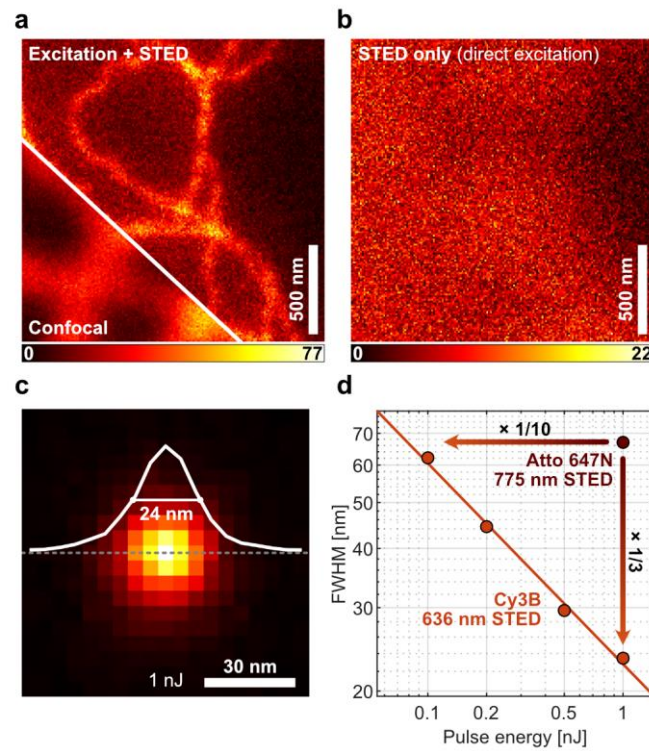 a
b
Excitation + STED
Confocal
500 nm
0
77
STED only (direct excitation)
500 nm
0
22
c
d
24 nm
1 nJ
30 nm
FWHM [nm]
70
60
50
40
30
20
× 1/10
Atto 647N
775 nm STED
× 1/3
Cy3B
636 nm STED
0.1
0.2
0.5
1
Pulse energy [nJ]